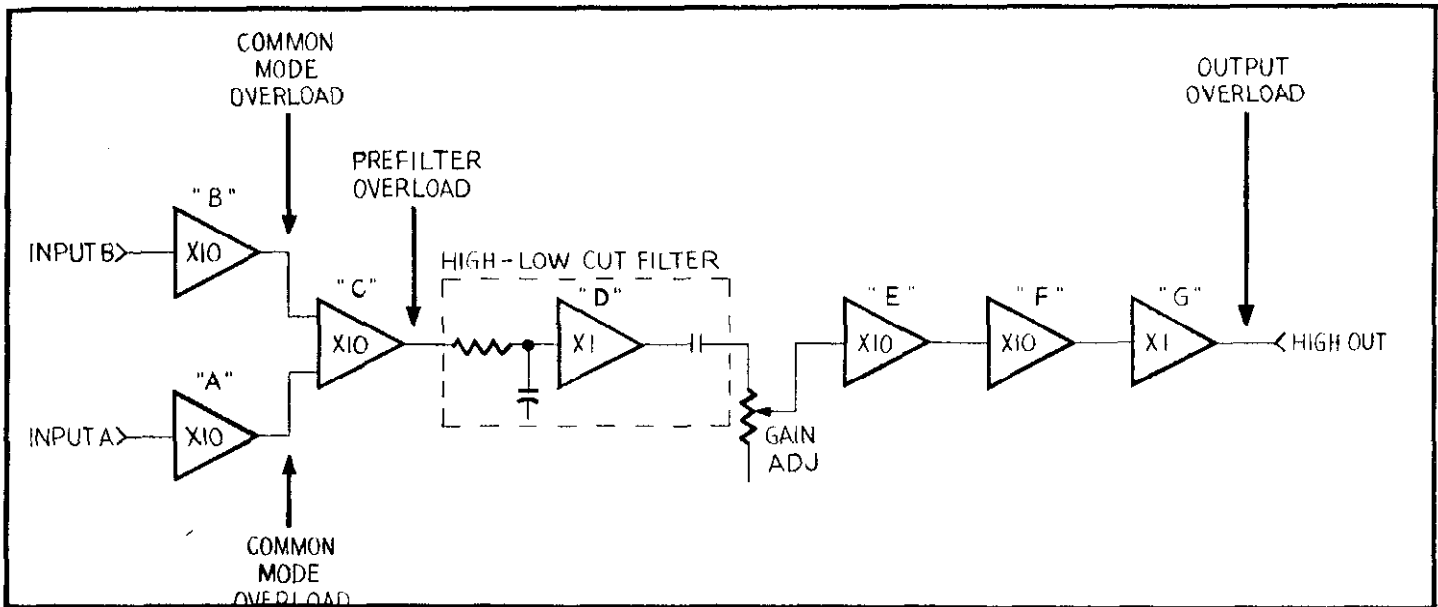 COMMON
MODE
OVERLOAD
OUTPUT
OVERLOAD
PREFILTER
OVERLOAD
"B"
X10
INPUT B
HIGH-LOW CUT FILTER
"C"
X10
"D"
X1
"E"
X10
"F"
X10
"G"
X1
HIGH OUT
"A"
X10
INPUT A
GAIN
ADJ
COMMON
MODE
OVERLOAD